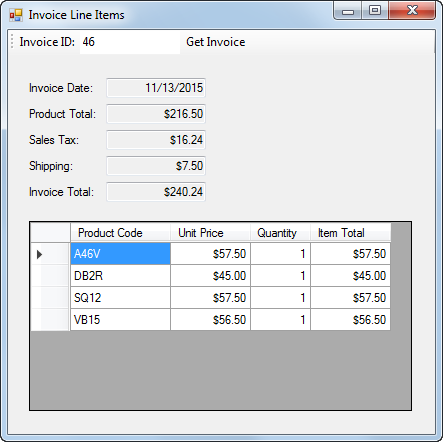 Invoice Line Items
Invoice ID: 46 Get Invoice
Invoice Date: 11/13/2015
Product Total: $216.50
Sales Tax: $16.24
Shipping: $7.50
Invoice Total: $240.24
Product Code Unit Price Quantity Item Total
A46V $57.50 1 $57.50
DB2R $45.00 1 $45.00
SQ12 $57.50 1 $57.50
VB15 $56.50 1 $56.50